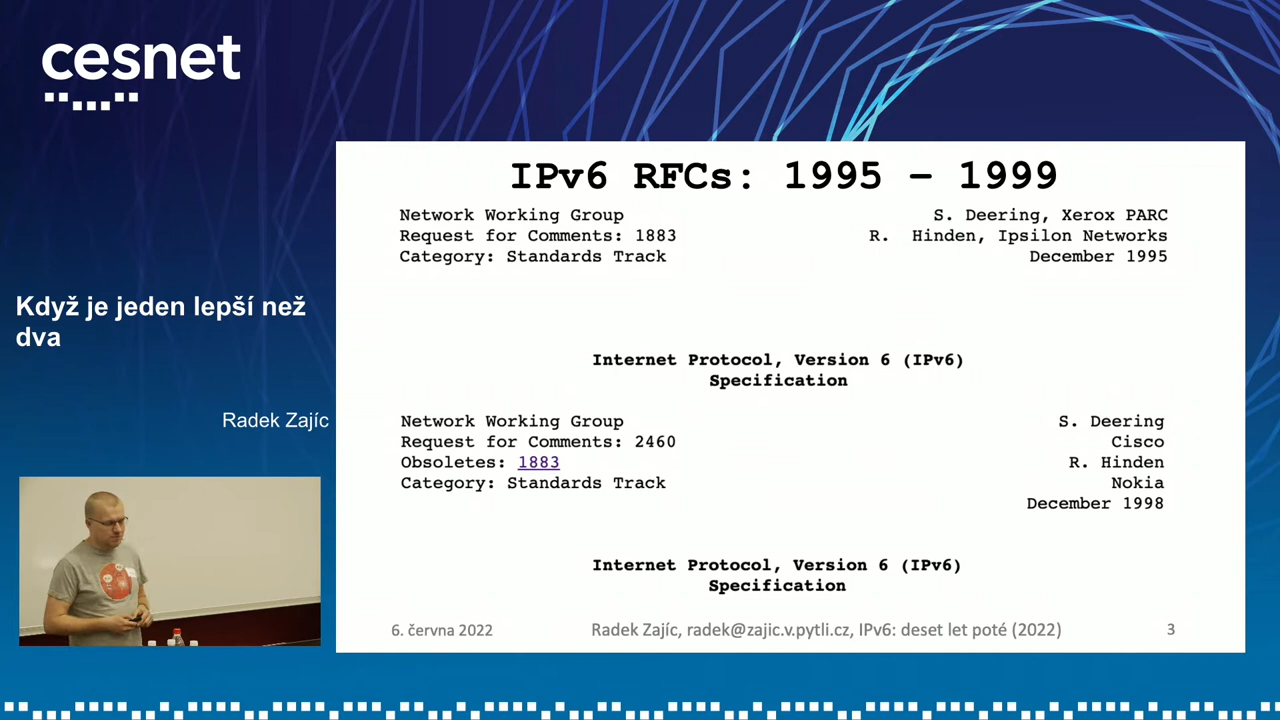 cesnet
Když je jeden lepší než
dva
Radek Zajíc
IPv6 RFCs: 1995 – 1999
Network Working Group
Request for Comments: 1883
Category: Standards Track
S. Deering, Xerox PARC
R. Hinden, Ipsilon Networks
December 1995
Internet Protocol, Version 6 (IPv6)
Specification
Network Working Group
Request for Comments: 2460
Obsoletes: 1883
Category: Standards Track
S. Deering
Cisco
R. Hinden
Nokia
December 1998
Internet Protocol, Version 6 (IPv6)
Specification
6. června 2022
Radek Zajíc, radek@zajic.v.pytli.cz, IPv6: deset let poté (2022)
3